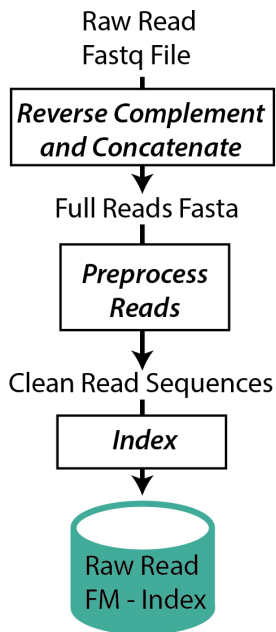 Raw Read
Fastq File
Reverse Complement
and Concatenate
Full Reads Fasta
Preprocess
Reads
Clean Read Sequences
Index
Raw Read
FM - Index